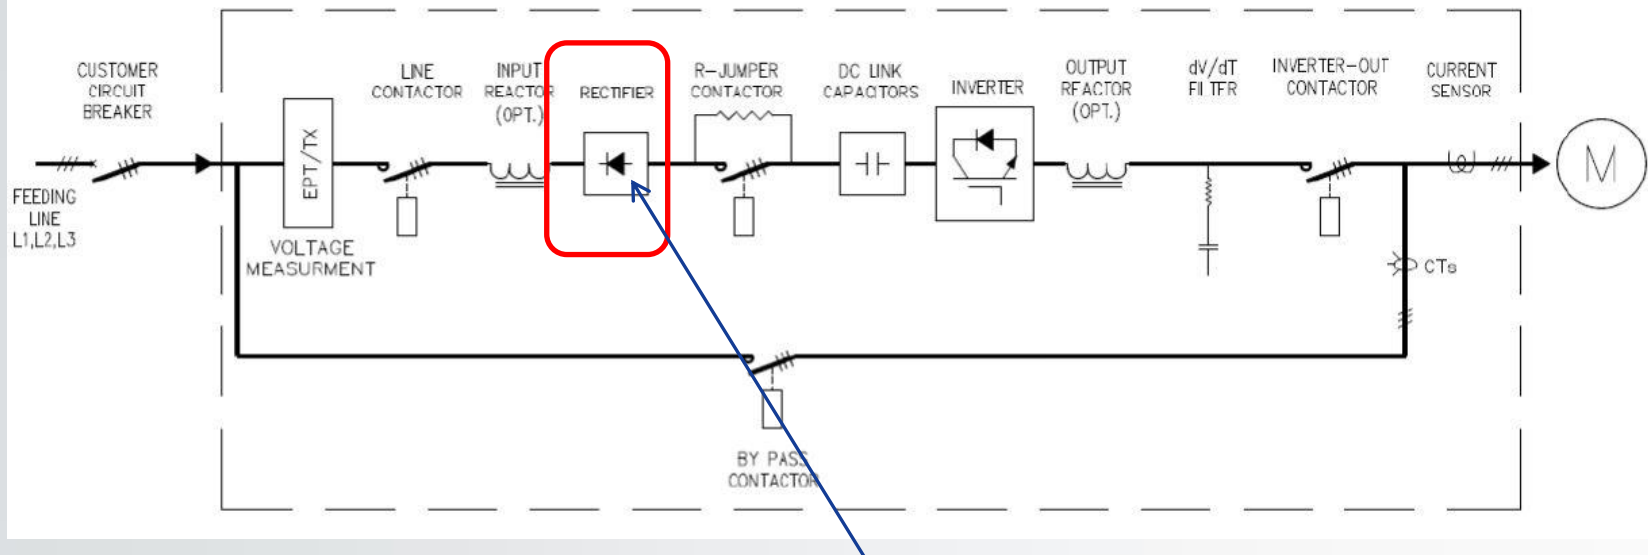 CUSTOMER
CIRCUIT
BREAKER
FEEDING
LINE
L1,L2,L3
EPT/TX
VOLTAGE
MEASURMENT
LINE
CONTACTOR
INPUT
REACTOR
(OPT.)
RECTIFIER
R-JUMPER
CONTACTOR
DC LINK
CAPACITORS
INVERTER
OUTPUT
REACTOR
(OPT.)
dV/dT
FILTER
INVERTER-OUT
CONTACTOR
CURRENT
SENSOR
M
CTs
BY PASS
CONTACTOR